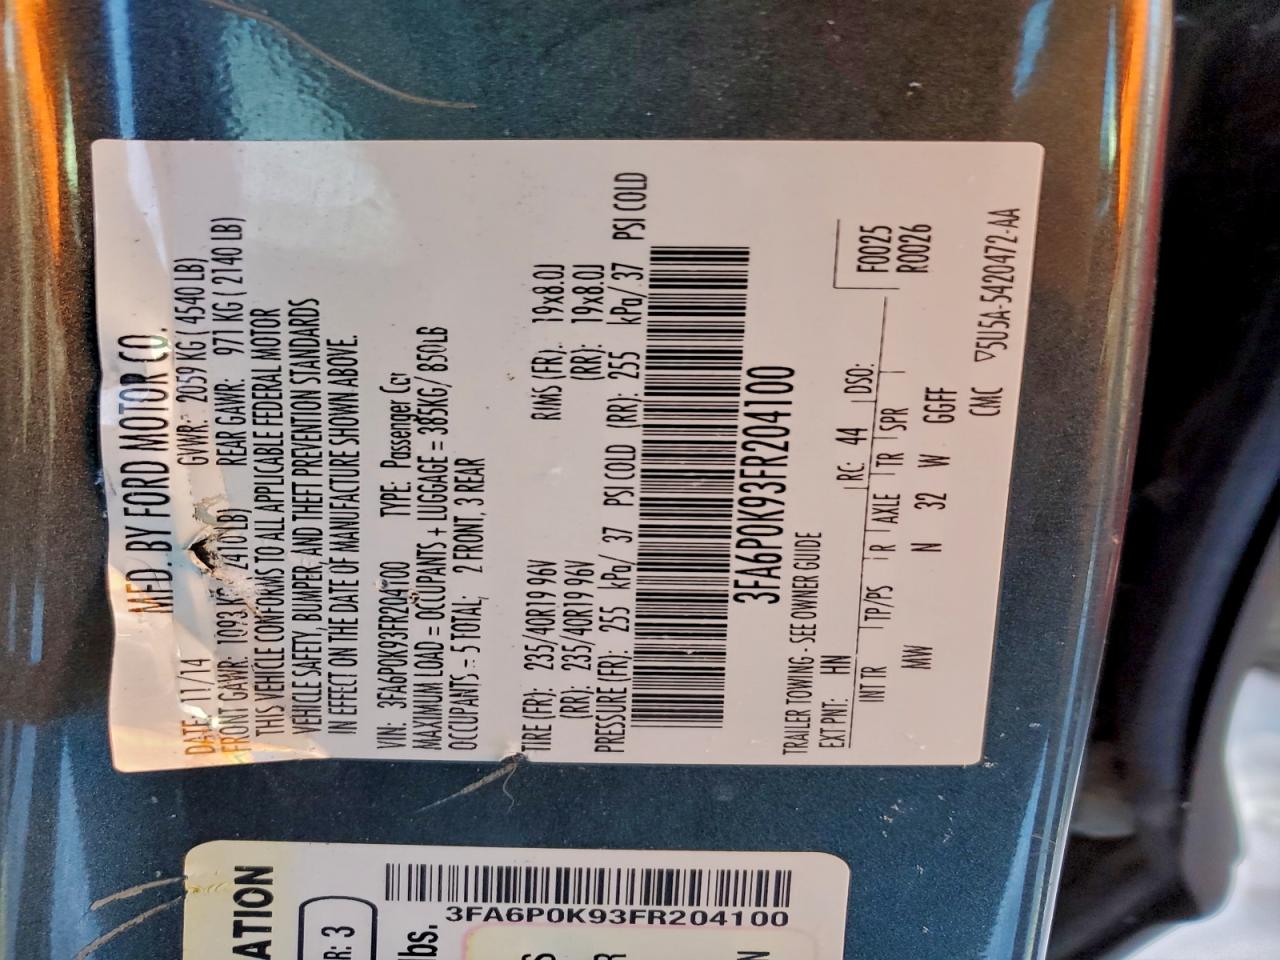 MFD. BY FORD MOTOR CO.
DATE: 11/14 GVWR: 2059 KG ( 4540 LB)
FRONT GAWR: 1093 KG REAR GAWR: 971 KG ( 2140 LB)
THIS VEHICLE CONFORMS TO ALL APPLICABLE FEDERAL MOTOR
VEHICLE SAFETY, BUMPER, AND THEFT PREVENTION STANDARDS
IN EFFECT ON THE DATE OF MANUFACTURE SHOWN ABOVE.
VIN: 3FA6P0K93FR204100 TYPE: Passenger Car
MAXIMUM LOAD = OCCUPANTS + LUGGAGE = 385KG/ 850LB
OCCUPANTS = 5 TOTAL; 2 FRONT, 3 REAR
TIRE (FR): 235/40R19 96V RIMS (FR): 19x8.0J
(RR): 235/40R19 96V (RR): 19x8.0J
PRESSURE (FR): 255 kPa/ 37 PSI COLD (RR): 255 kPa/ 37 PSI COLD
3FA6P0K93FR204100
TRAILER TOWING - SEE OWNER GUIDE
EXT PNT: HN RC: 44 DSO: F0025
INT TR TP/PS R AXLE TR SPR R0026
MW N 32 W GGFF
CMC ▽5U5A-5420472-AA
ATION
R: 3
lbs.
3FA6P0K93FR204100